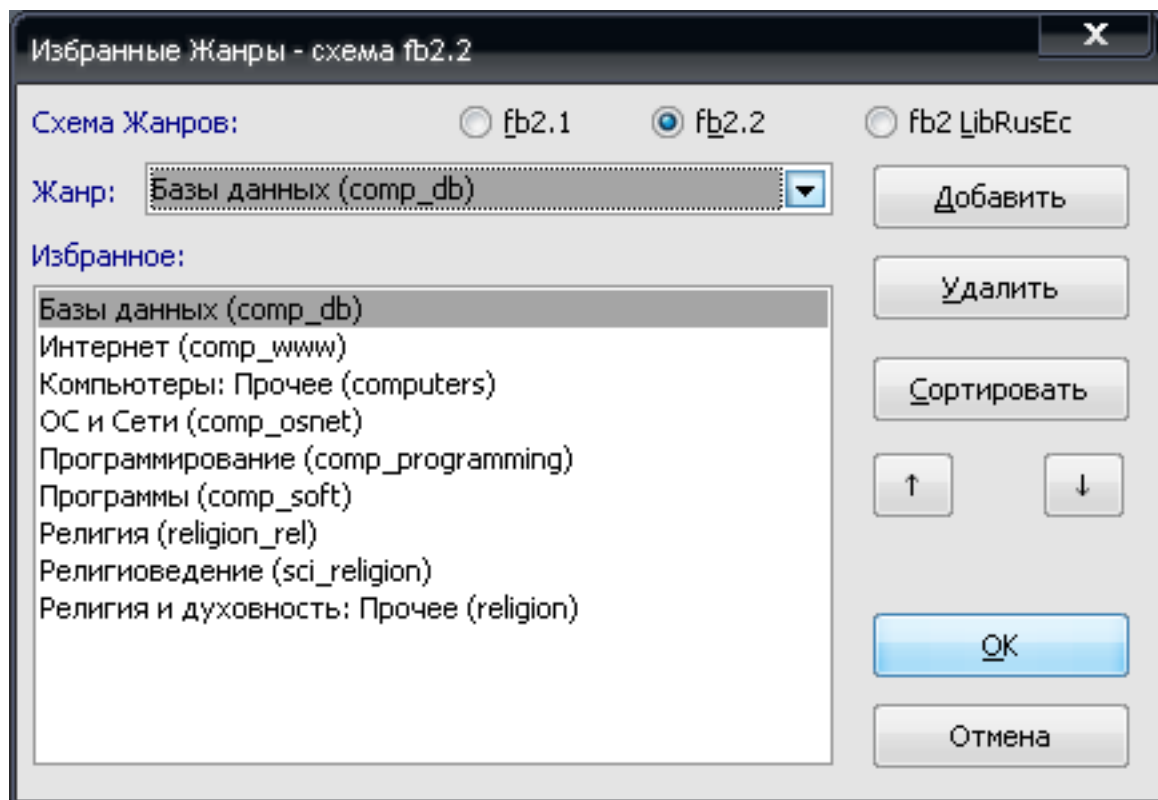 Избранные Жанры - схема fb2.2
X
Схема Жанров: fb2.1 fb2.2 fb2 LibRusEc
Жанр: Базы данных (comp_db) Добавить
Избранное:
Удалить
Базы данных (comp_db)
Интернет (comp_www)
Компьютеры: Прочее (computers)
Сортировать
ОС и Сети (comp_osnet)
Программирование (comp_programming)
Программы (comp_soft)
↑ ↓
Религия (religion_rel)
Религиоведение (sci_religion)
Религия и духовность: Прочее (religion)
OK
Отмена